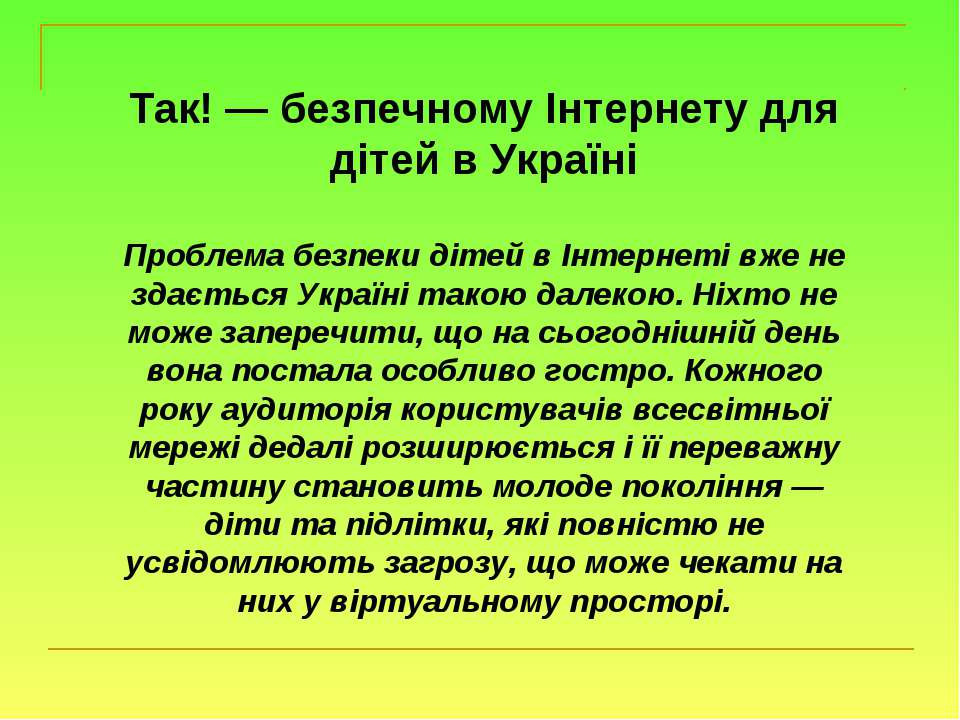 Так! — безпечному Інтернету для
дітей в Україні
Проблема безпеки дітей в Інтернеті вже не
здається Україні такою далекою. Ніхто не
може заперечити, що на сьогоднішній день
вона постала особливо гостро. Кожного
року аудиторія користувачів всесвітньої
мережі дедалі розширюється і її переважну
частину становить молоде покоління —
діти та підлітки, які повністю не
усвідомлюють загрозу, що може чекати на
них у віртуальному просторі.